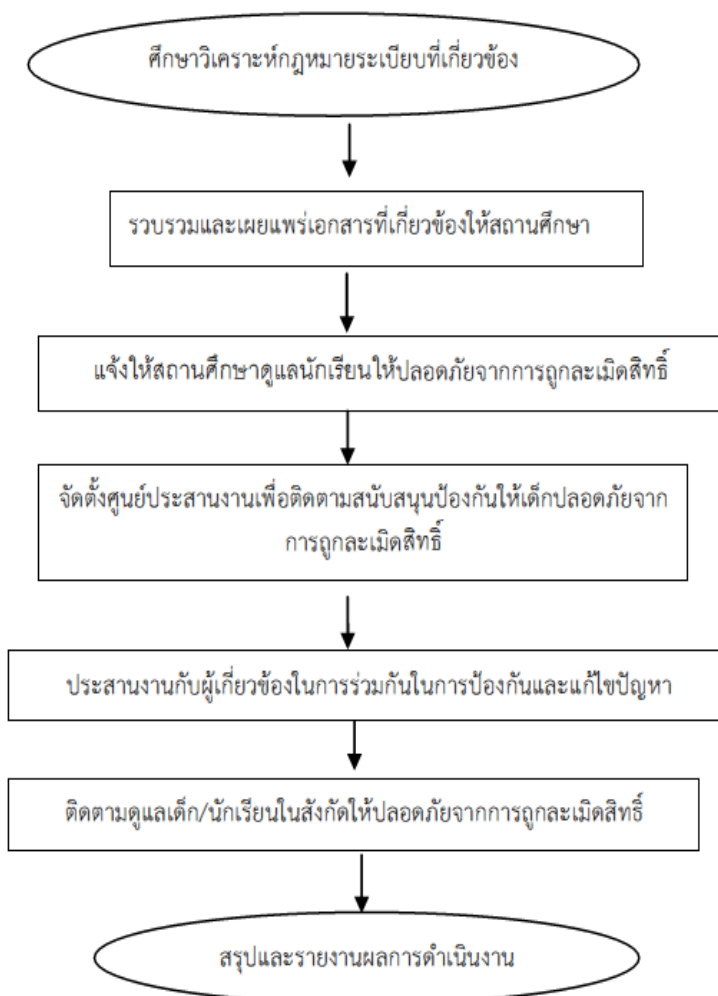 ศึกษาวิเคราะห์กฎหมายระเบียบที่เกี่ยวข้อง
รวบรวมและเผยแพร่เอกสารที่เกี่ยวข้องให้สถานศึกษา
แจ้งให้สถานศึกษาดูแลนักเรียนให้ปลอดภัยจากการถูกละเมิดสิทธิ์
จัดตั้งศูนย์ประสานงานเพื่อติดตามสนับสนุนป้องกันให้เด็กปลอดภัยจาก
การถูกละเมิดสิทธิ์
ประสานงานกับผู้เกี่ยวข้องในการร่วมกันในการป้องกันและแก้ไขปัญหา
ติดตามดูแลเด็ก/นักเรียนในสังกัดให้ปลอดภัยจากการถูกละเมิดสิทธิ์
สรุปและรายงานผลการดำเนินงาน